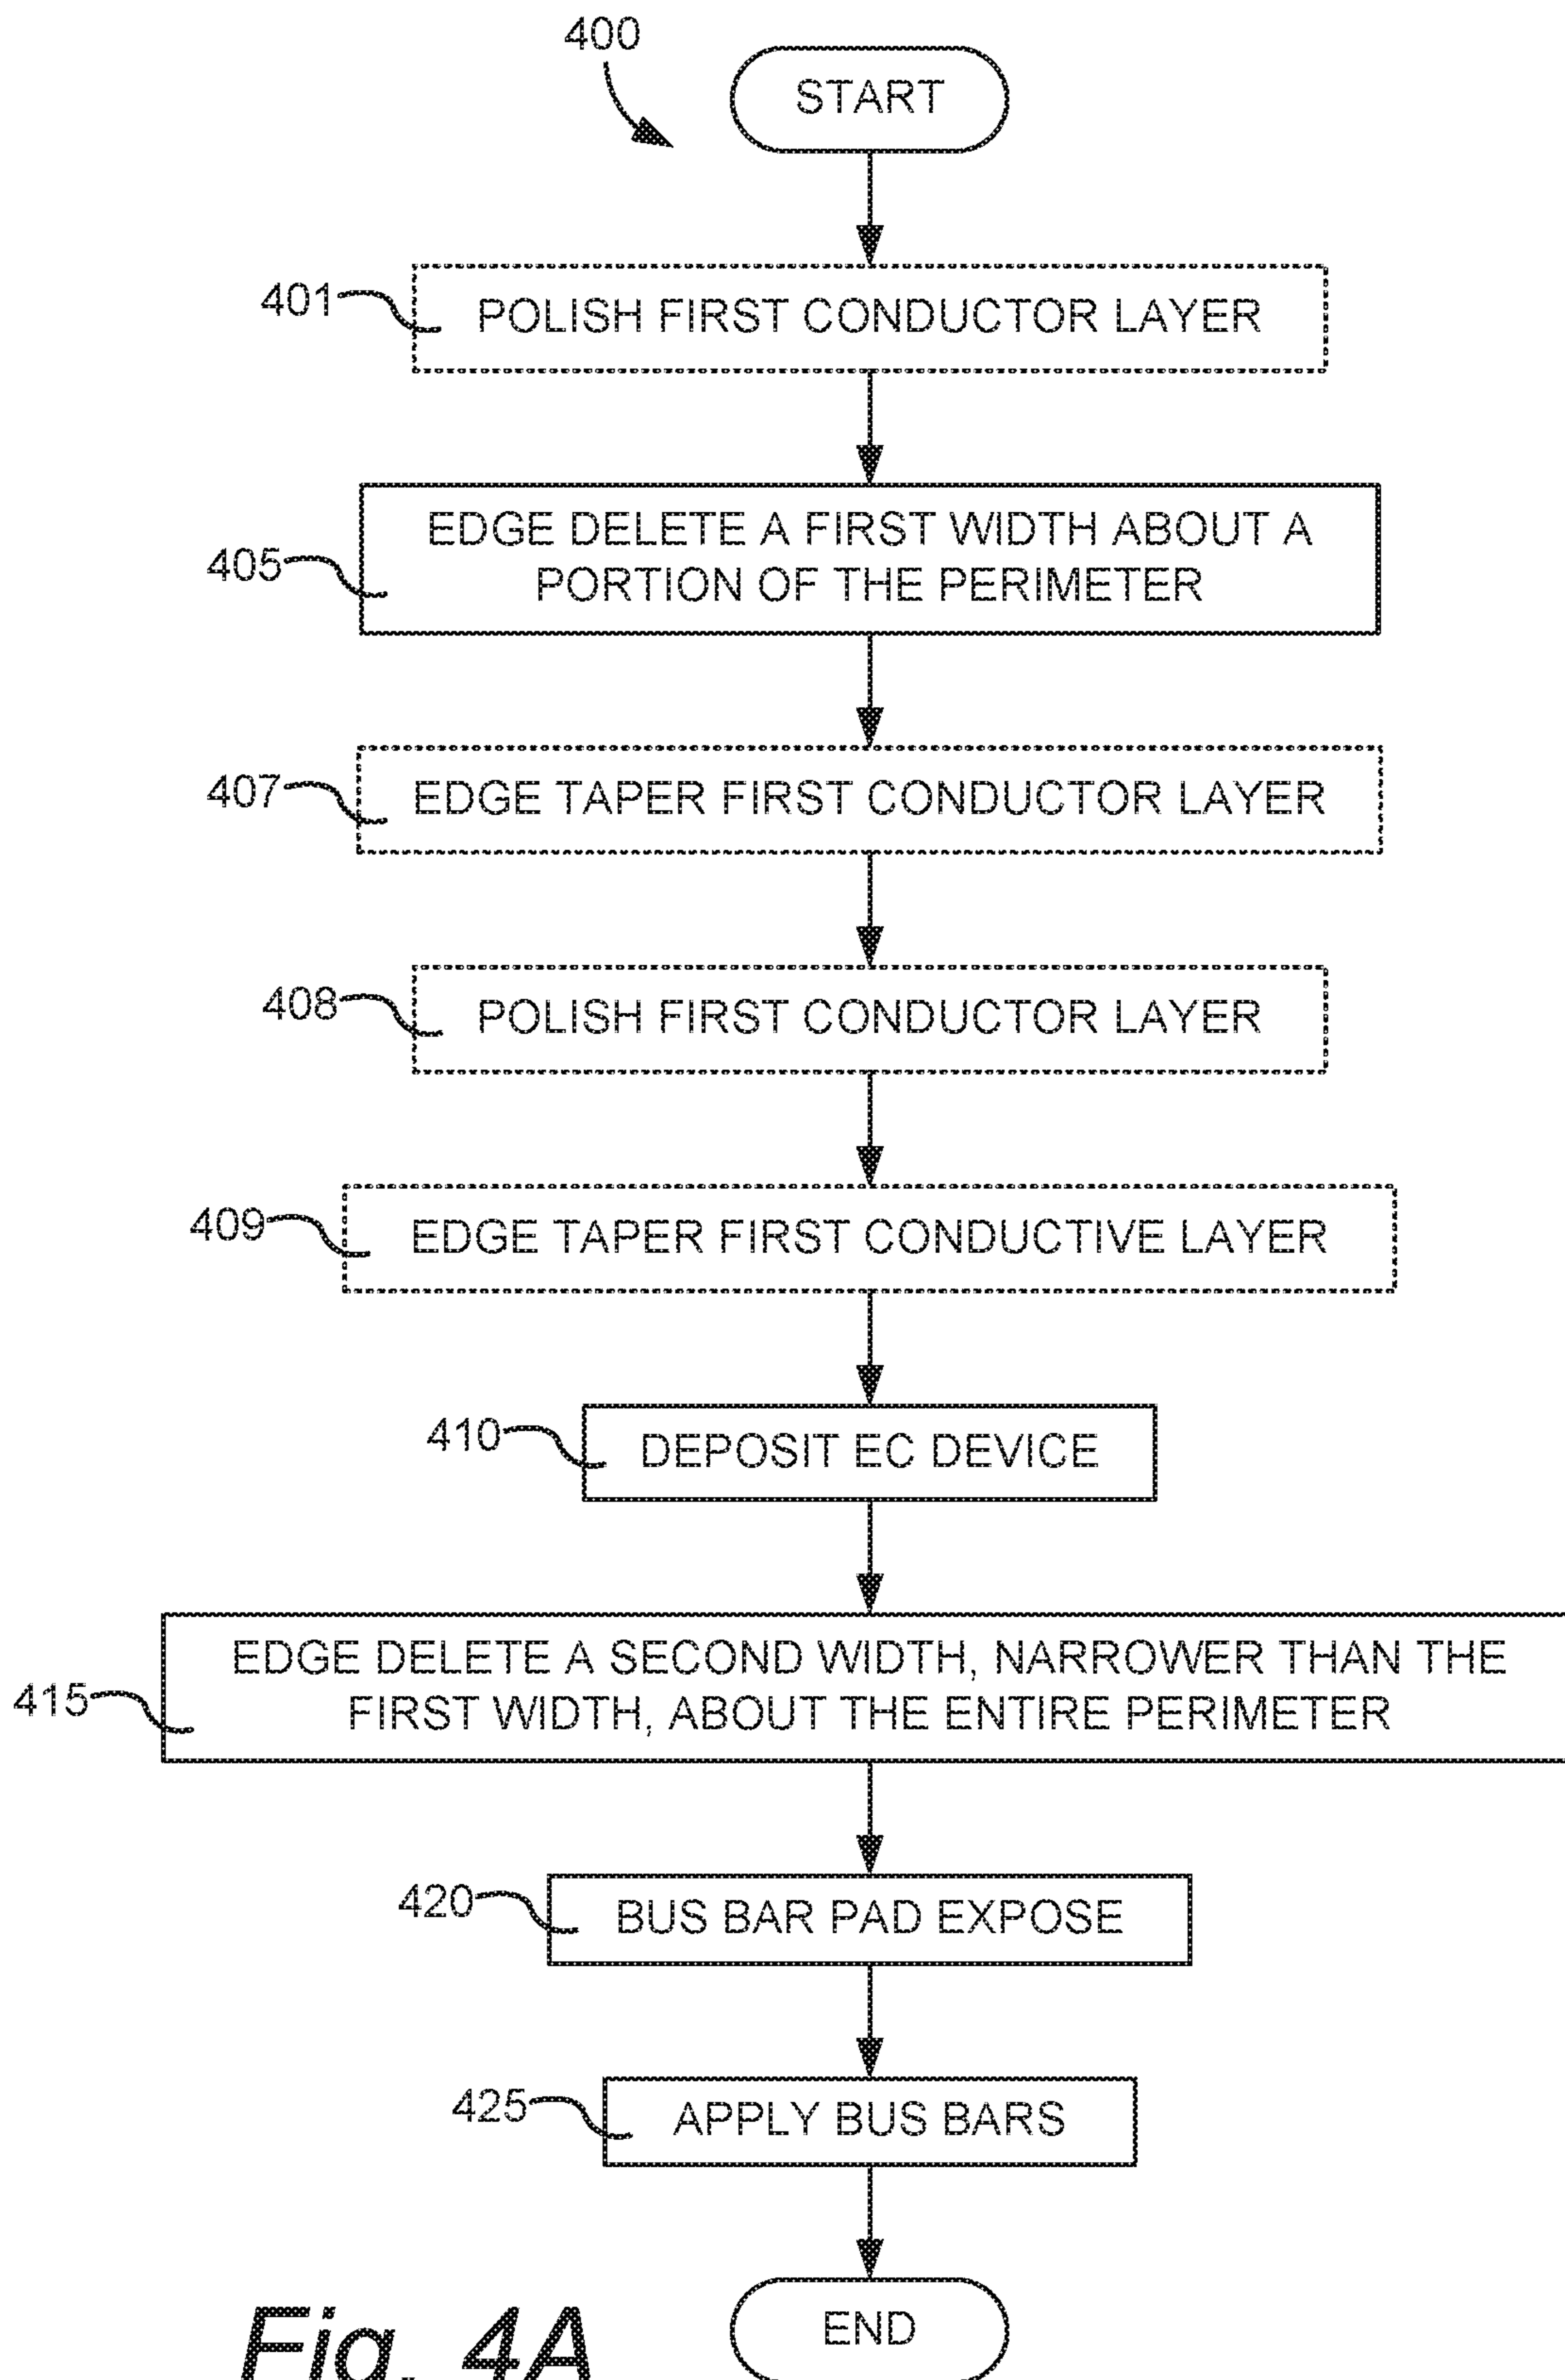 400
START
401
POLISH FIRST CONDUCTOR LAYER
405
EDGE DELETE A FIRST WIDTH ABOUT A
PORTION OF THE PERIMETER
407
EDGE TAPER FIRST CONDUCTOR LAYER
408
POLISH FIRST CONDUCTOR LAYER
409
EDGE TAPER FIRST CONDUCTIVE LAYER
410
DEPOSIT EC DEVICE
415
EDGE DELETE A SECOND WIDTH, NARROWER THAN THE
FIRST WIDTH, ABOUT THE ENTIRE PERIMETER
420
BUS BAR PAD EXPOSE
425
APPLY BUS BARS
END
Fig. 4A